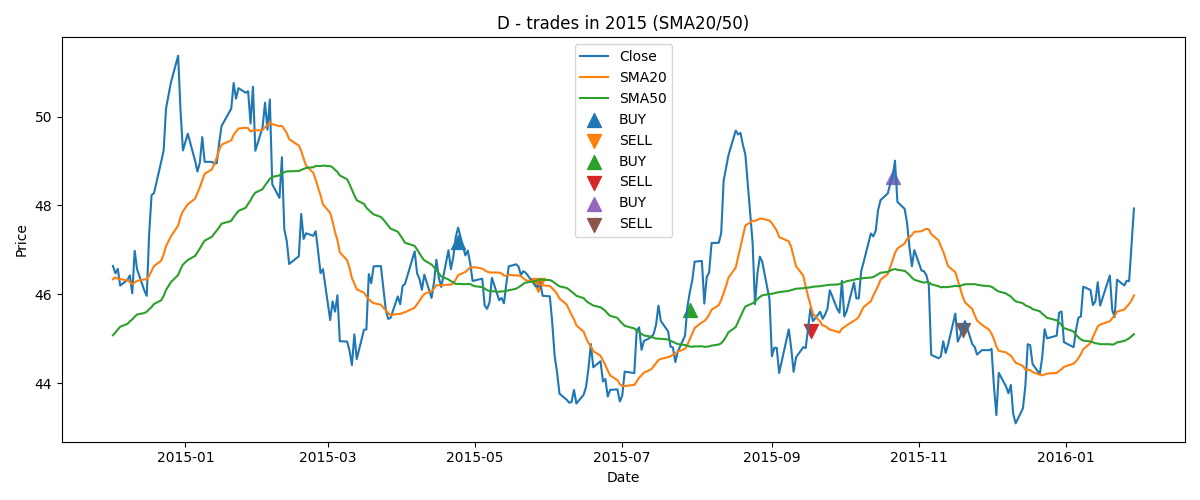 D - trades in 2015 (SMA20/50)
Close
SMA20
SMA50
BUY
SELL
BUY
SELL
BUY
SELL
Price
50
48
46
44
2015-01 2015-03 2015-05 2015-07 2015-09 2015-11 2016-01
Date